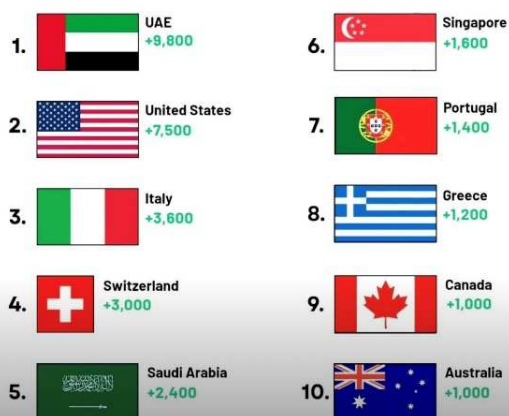 1.
UAE
+9,800
2.
United States
+7,500
3.
Italy
+3,600
4.
Switzerland
+3,000
5.
Saudi Arabia
+2,400
6.
Singapore
+1,600
7.
Portugal
+1,400
8.
Greece
+1,200
9.
Canada
+1,000
10.
Australia
+1,000